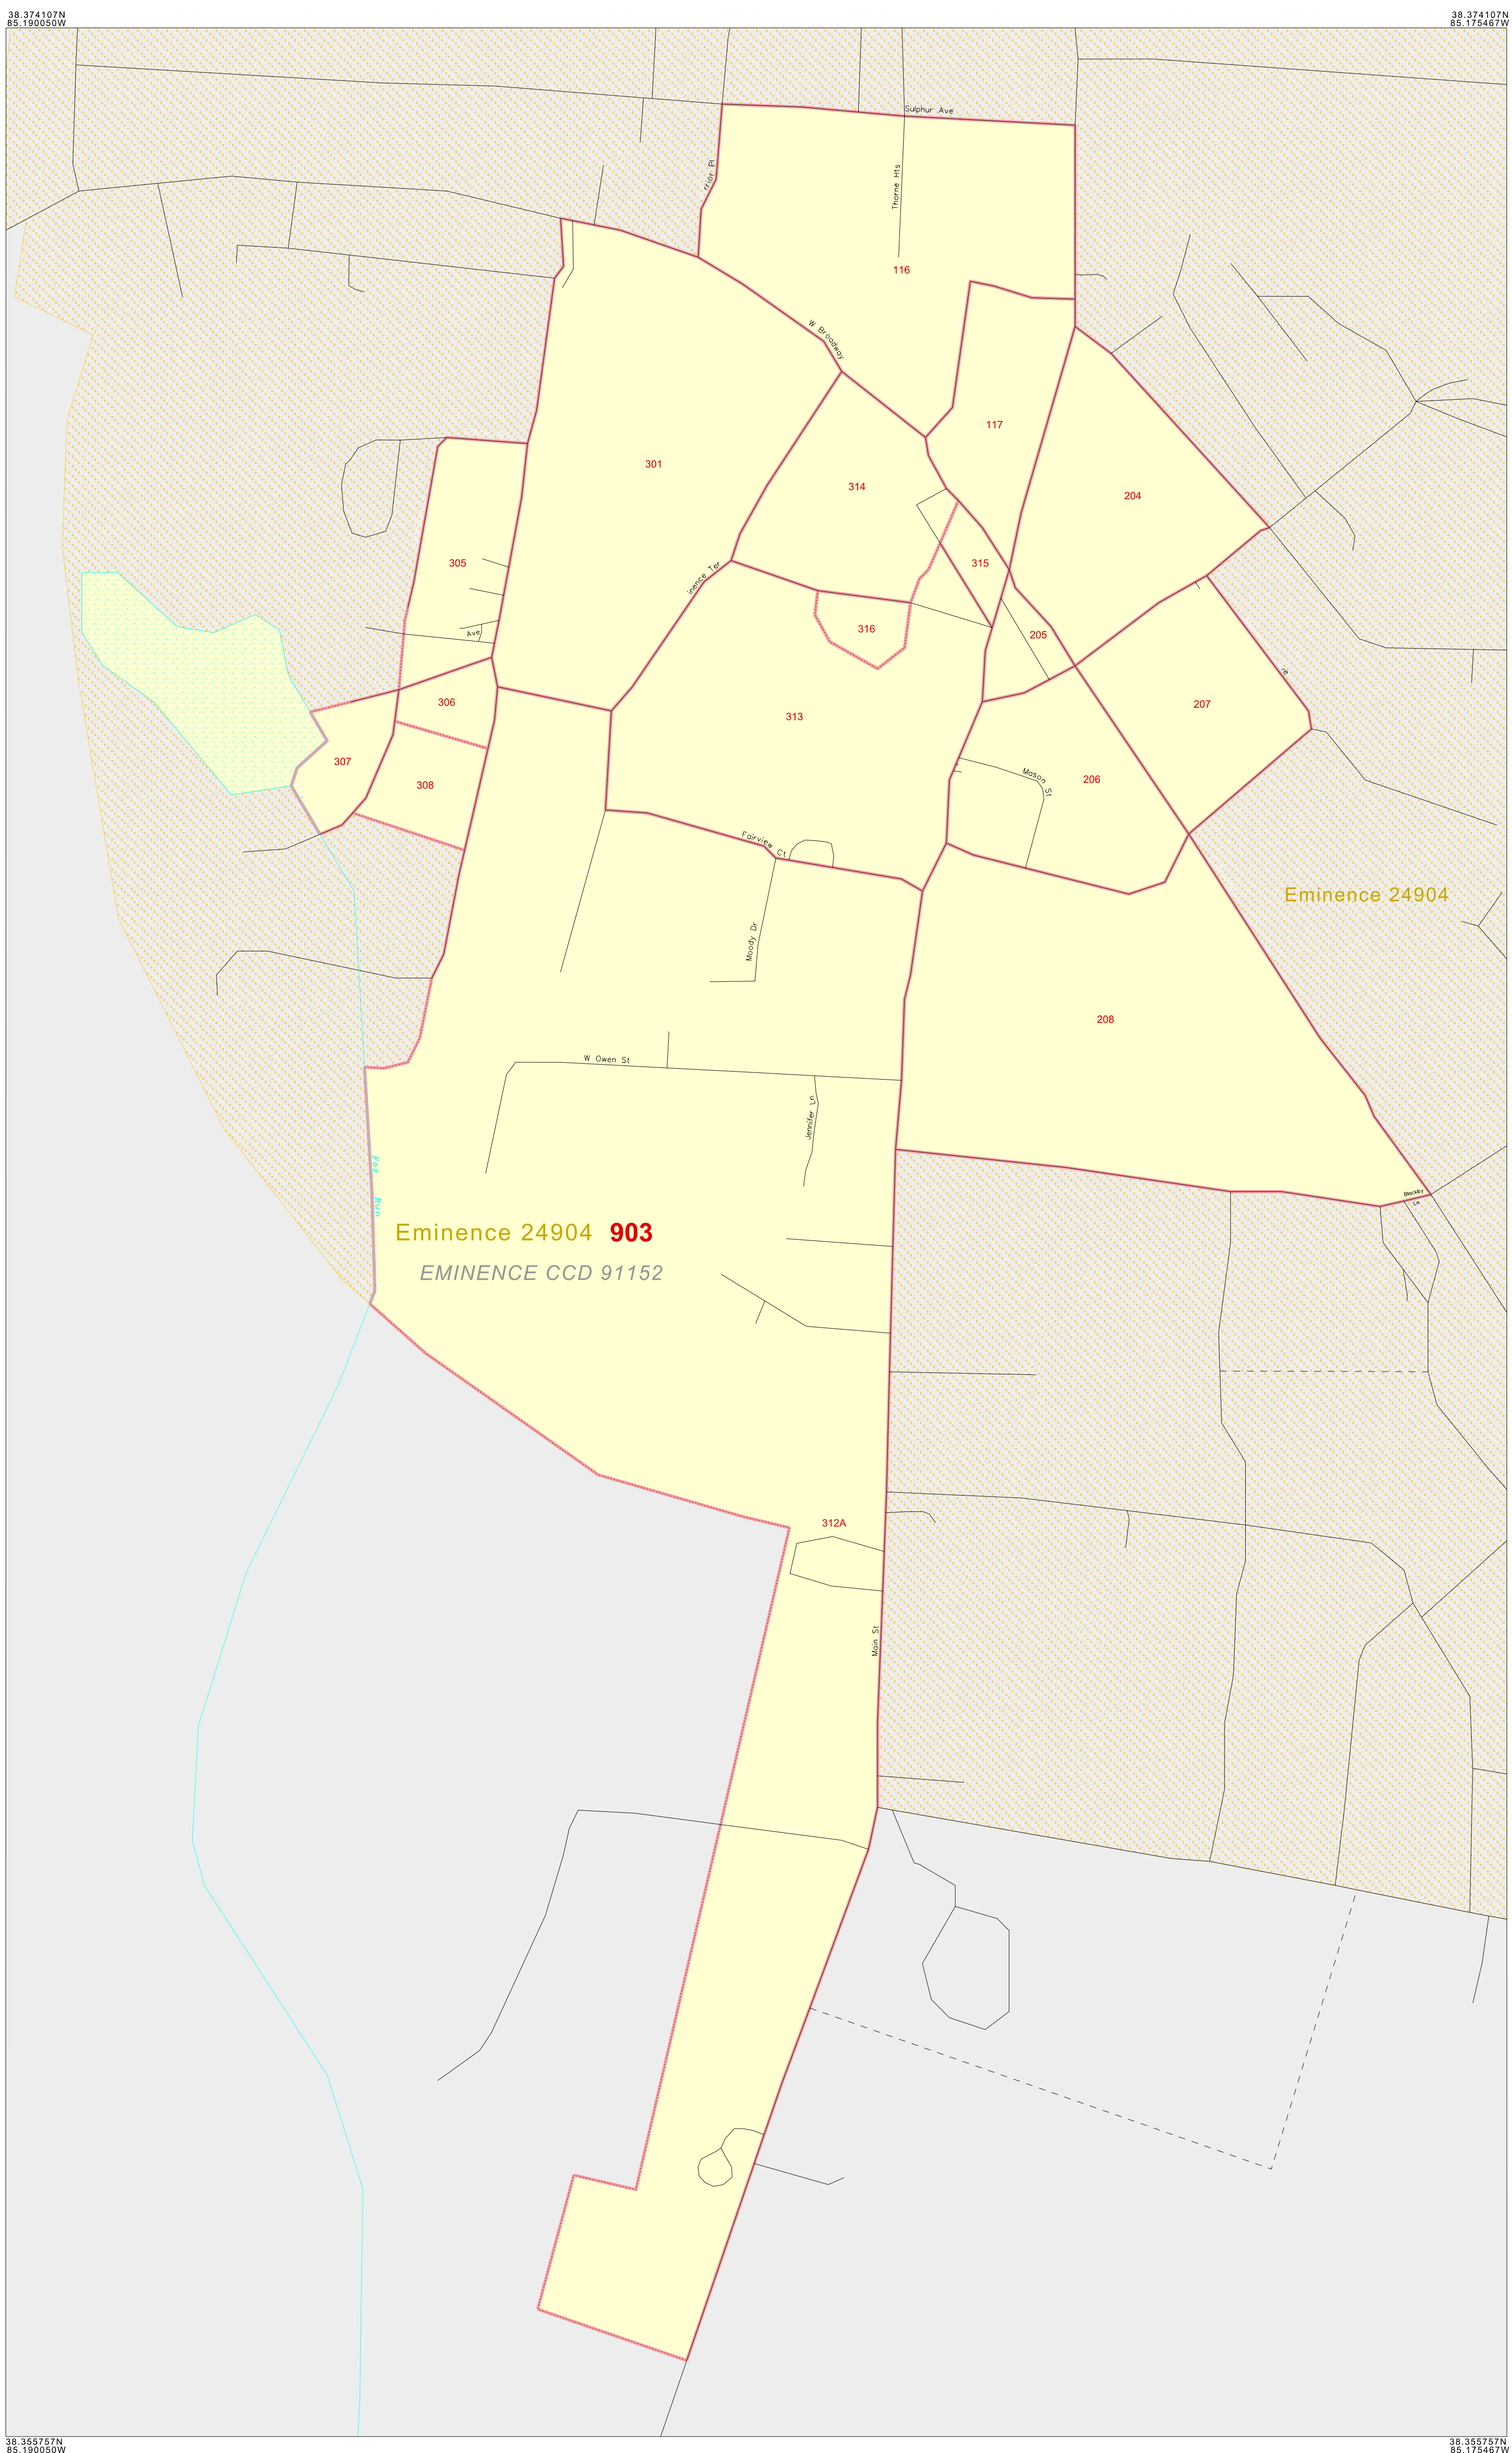 38.374107N
85.190050W
38.374107N
85.175467W
Sulphur Ave
rrior Pl
Thorne Hts
116
W Broadway
117
301
314
204
305
315
inence Ter
316
Ave
205
re
306
207
313
307
Mason St
206
308
Fairview Ct
Eminence 24904
Moody Dr
208
W Owen St
Jennifer Ln
Fox Run
Blackby Ln
Eminence 24904 903
EMINENCE CCD 91152
312A
Main St
38.355757N
85.190050W
38.355757N
85.175467W